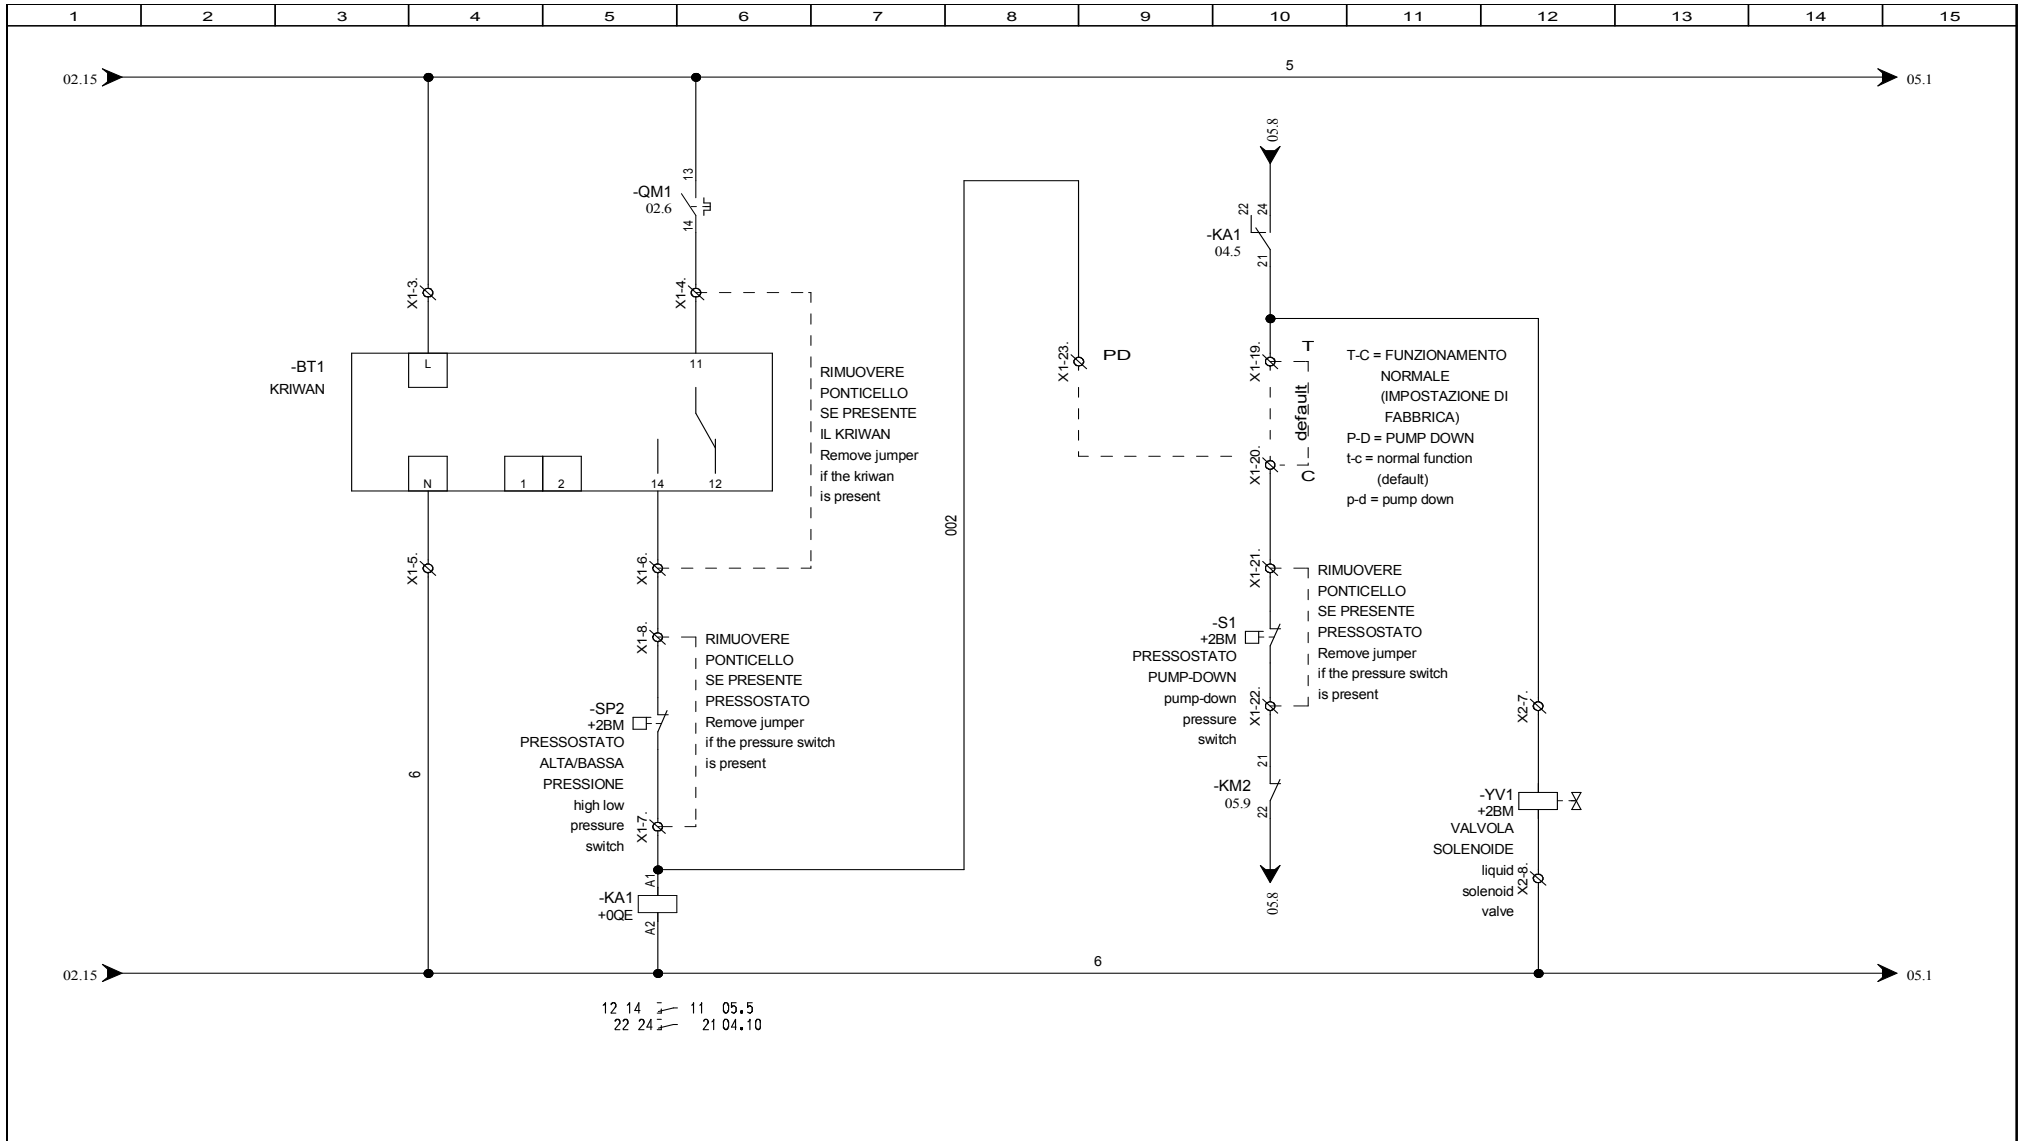 1 2 3 4 5 6 7 8 9 10 11 12 13 14 15
02.15
5
05.1
05.8
13
-QM1
02.6
14
22 24
-KA1
04.5
21
X1-3.
X1-4.
-BT1
KRIWAN
L
11
N
1
2
14
12
RIMUOVERE
PONTICELLO
SE PRESENTE
IL KRIWAN
Remove jumper
if the kriwan
is present
X1-5.
X1-6.
X1-8.
RIMUOVERE
PONTICELLO
SE PRESENTE
PRESSOSTATO
Remove jumper
if the pressure switch
is present
-SP2
+2BM
PRESSOSTATO
ALTA/BASSA
PRESSIONE
high low
pressure
switch
X1-7.
6
A1
-KA1
+0QE
A2
002
X1-23.
PD
X1-19.
T
default
X1-20.
C
T-C = FUNZIONAMENTO
NORMALE
(IMPOSTAZIONE DI
FABBRICA)
P-D = PUMP DOWN
t-c = normal function
(default)
p-d = pump down
X1-21.
RIMUOVERE
PONTICELLO
SE PRESENTE
PRESSOSTATO
Remove jumper
if the pressure switch
is present
-S1
+2BM
PRESSOSTATO
PUMP-DOWN
pump-down
pressure
switch
X1-22.
21
-KM2
05.9
22
05.8
X2-7.
-YV1
+2BM
VALVOLA
SOLENOIDE
liquid
solenoid
valve
X2-8.
02.15
6
05.1
12 14 11 05.5
22 24 21 04.10